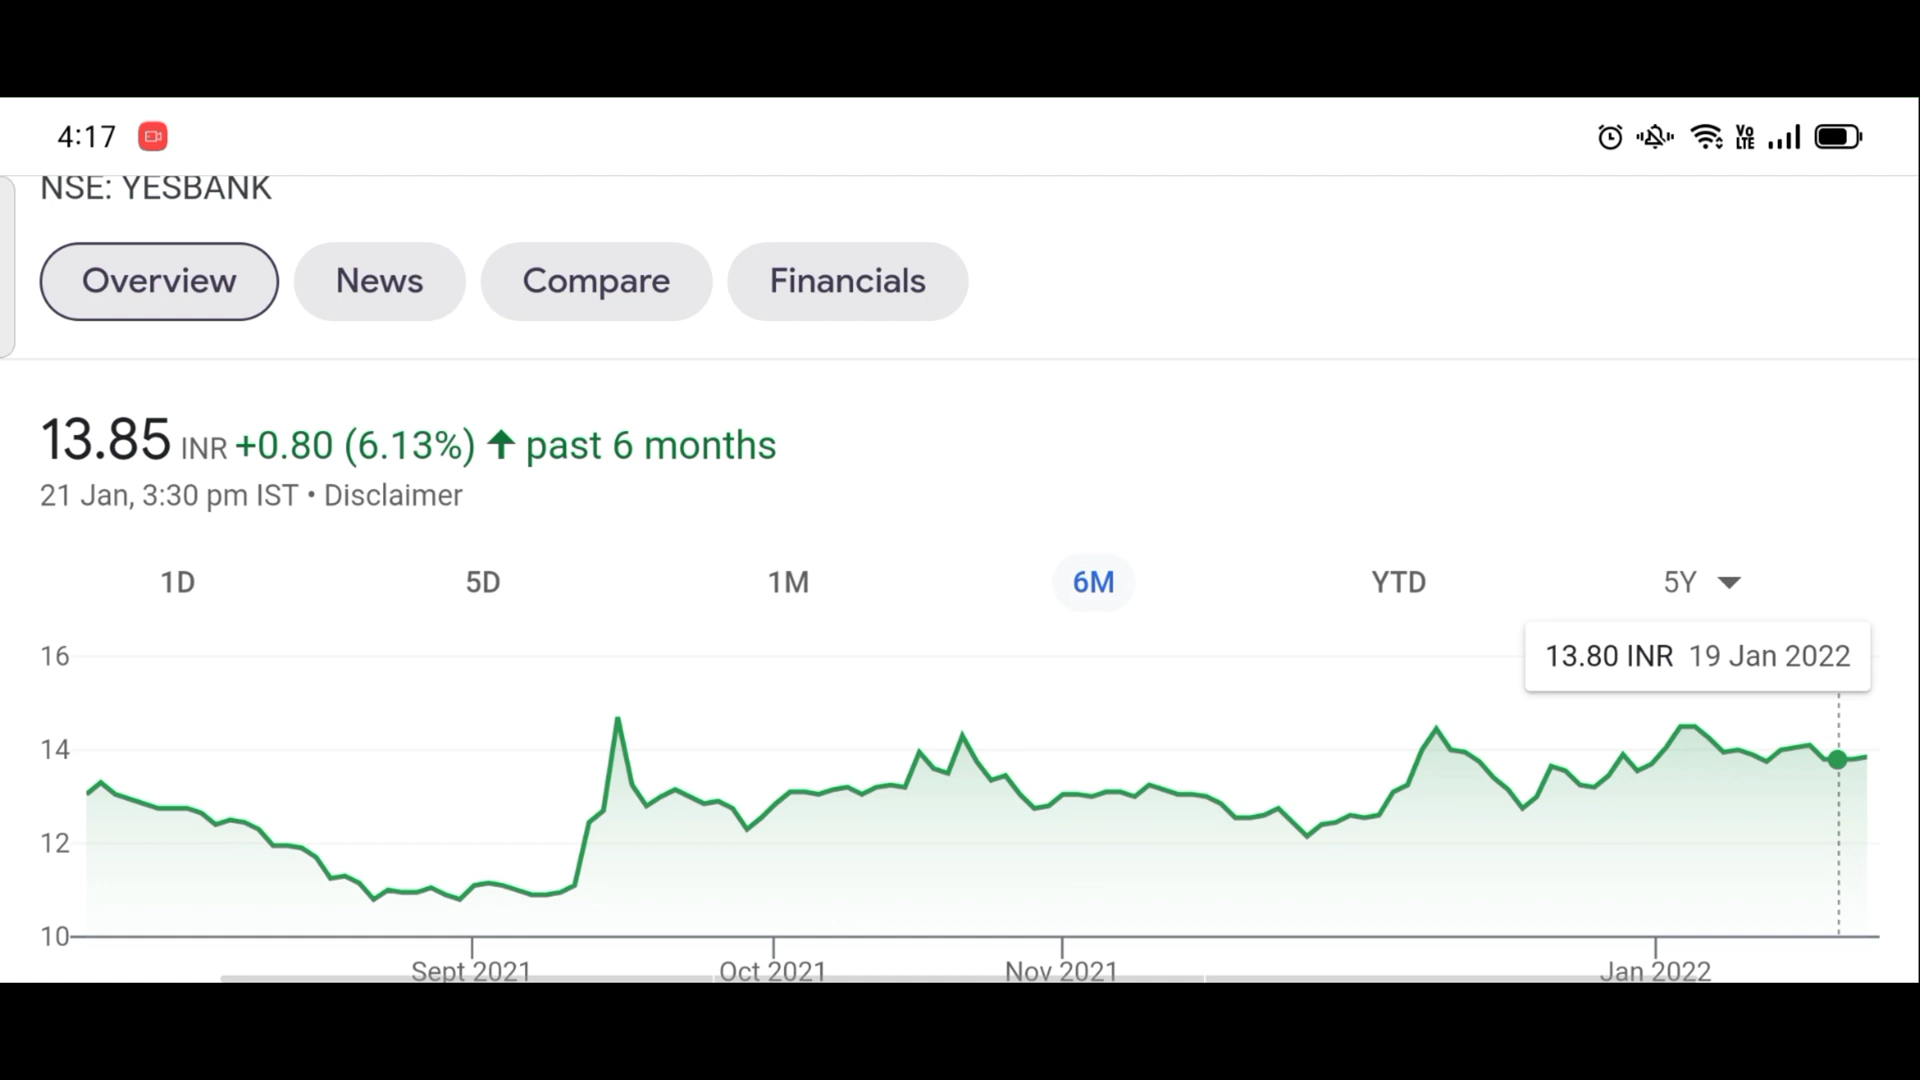 4:17
Vo
LTE
NSE: YESBANK
Overview News Compare Financials
13.85 INR +0.80 (6.13%) ↑ past 6 months
21 Jan, 3:30 pm IST • Disclaimer
1D 5D 1M 6M YTD 5Y
13.80 INR 19 Jan 2022
16
14
12
10
Sept 2021 Oct 2021 Nov 2021 Jan 2022